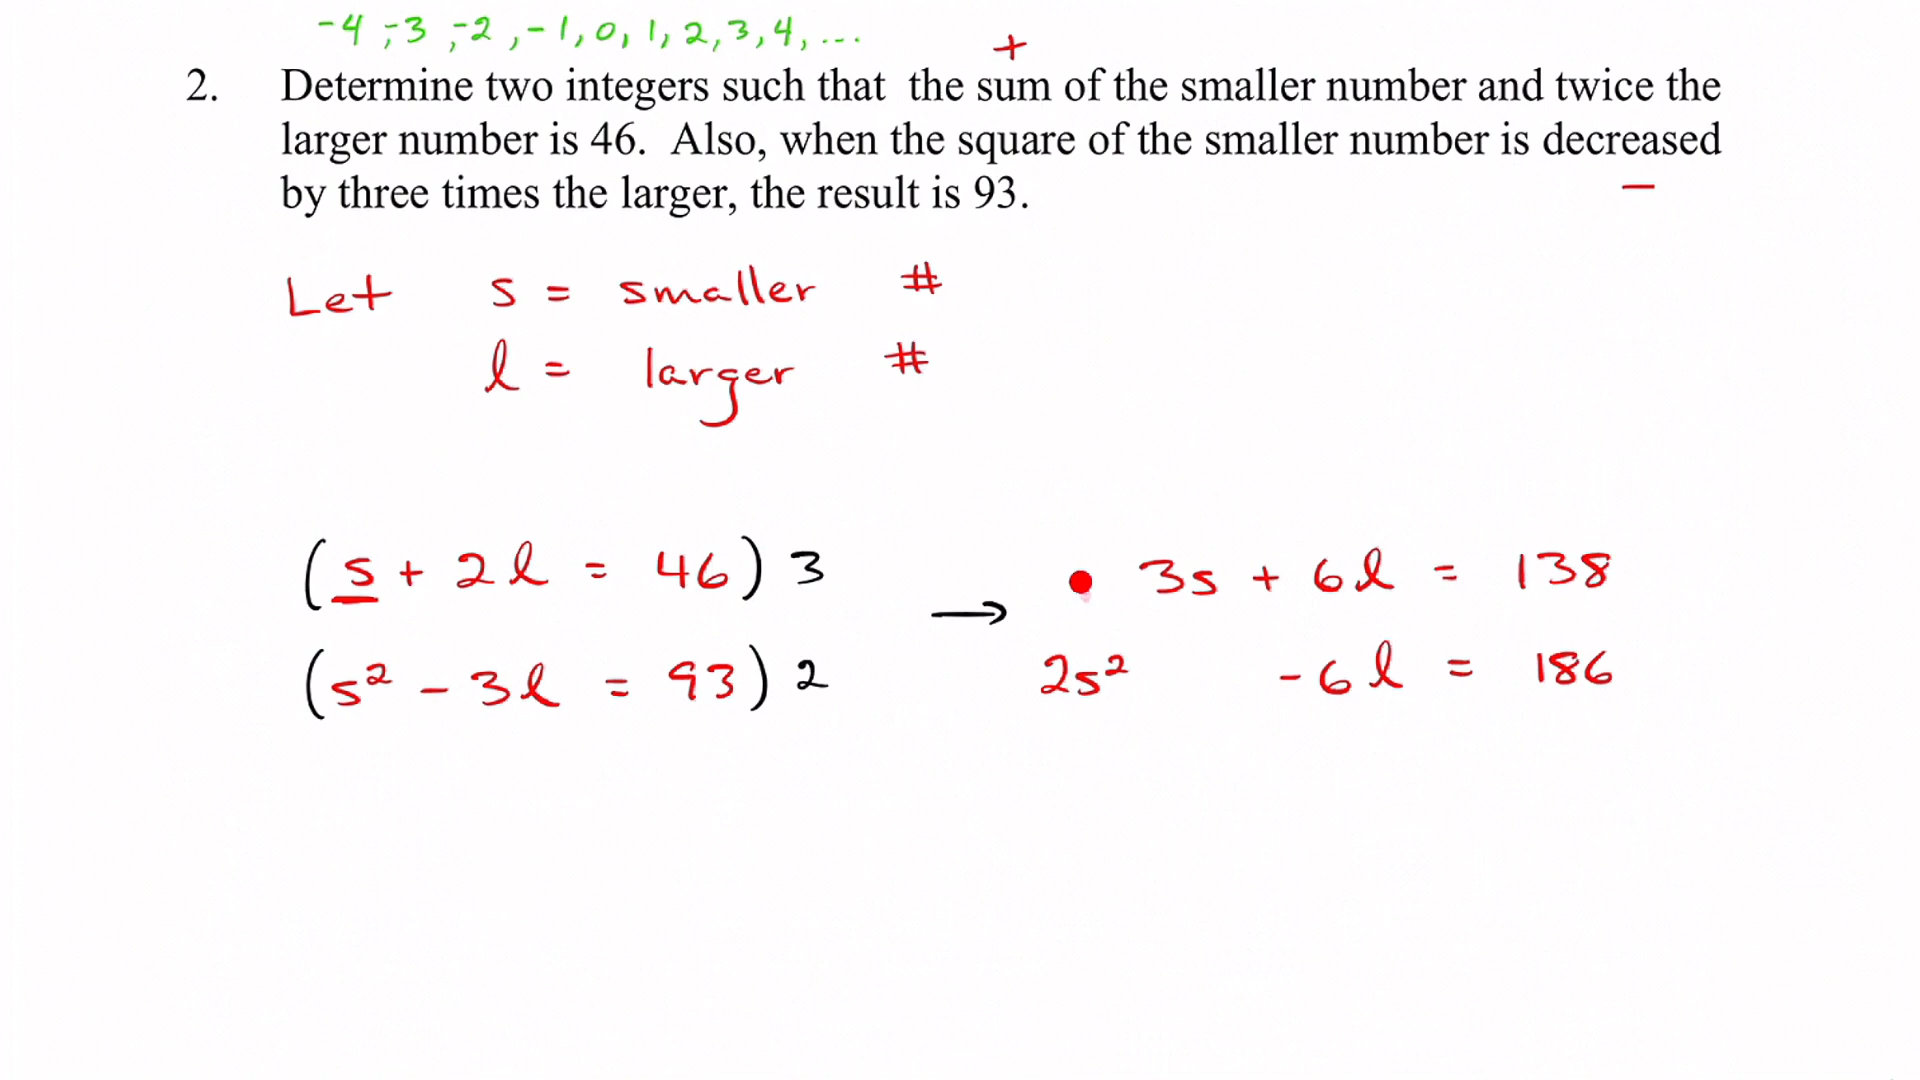 -4, -3, -2, -1, 0, 1, 2, 3, 4, ...
+
2. Determine two integers such that the sum of the smaller number and twice the
larger number is 46. Also, when the square of the smaller number is decreased
by three times the larger, the result is 93.
−
Let s = smaller #
l = larger #
(s + 2l = 46) 3 → 3s + 6l = 138
(s² - 3l = 93) 2 2s² - 6l = 186